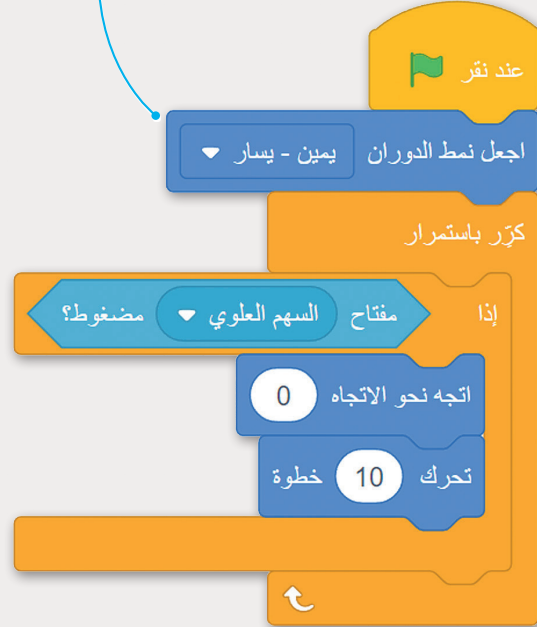 عند نقر
اجعل نمط الدوران يمين - يسار
كرّر باستمرار
إذا مفتاح السهم العلوي مضغوط؟
اتجه نحو الاتجاه 0
تحرك 10 خطوة